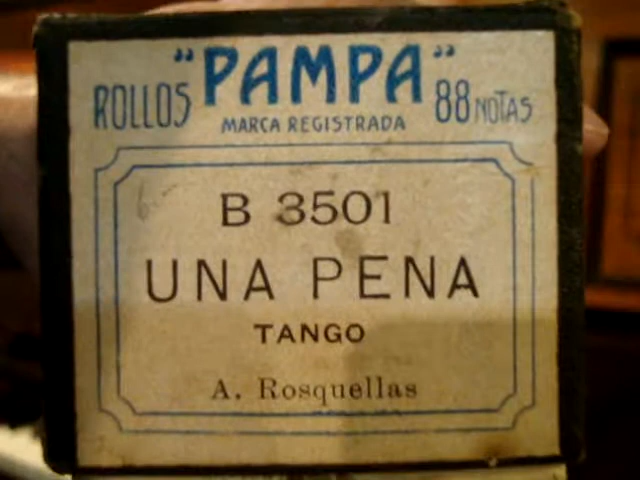 ROLLOS "PAMPA" 88 NOTAS
MARCA REGISTRADA
B 3501
UNA PENA
TANGO
A. Rosquellas